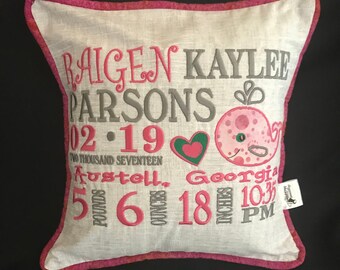 RAIGEN KAYLEE
PARSONS
02 • 19
TWO THOUSAND SEVENTEEN
Austell, Georgia
5 POUNDS 6 OUNCES 18 INCHES 10:35 PM